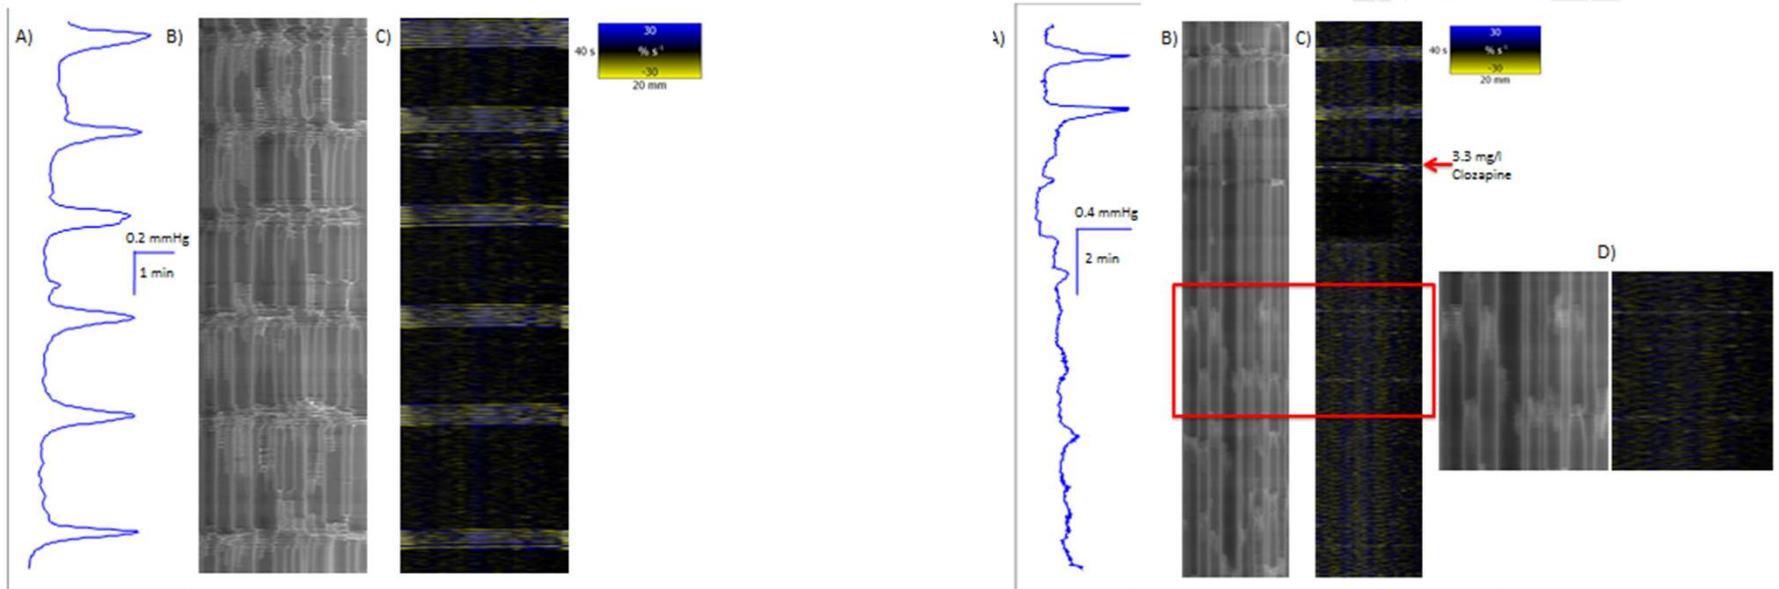 A)
B)
C)
40 s
30
% s⁻¹
-30
20 mm
0.2 mmHg
1 min
A)
B)
C)
40 s
30
% s⁻¹
-30
20 mm
3.3 mg/l
Clozapine
0.4 mmHg
2 min
D)